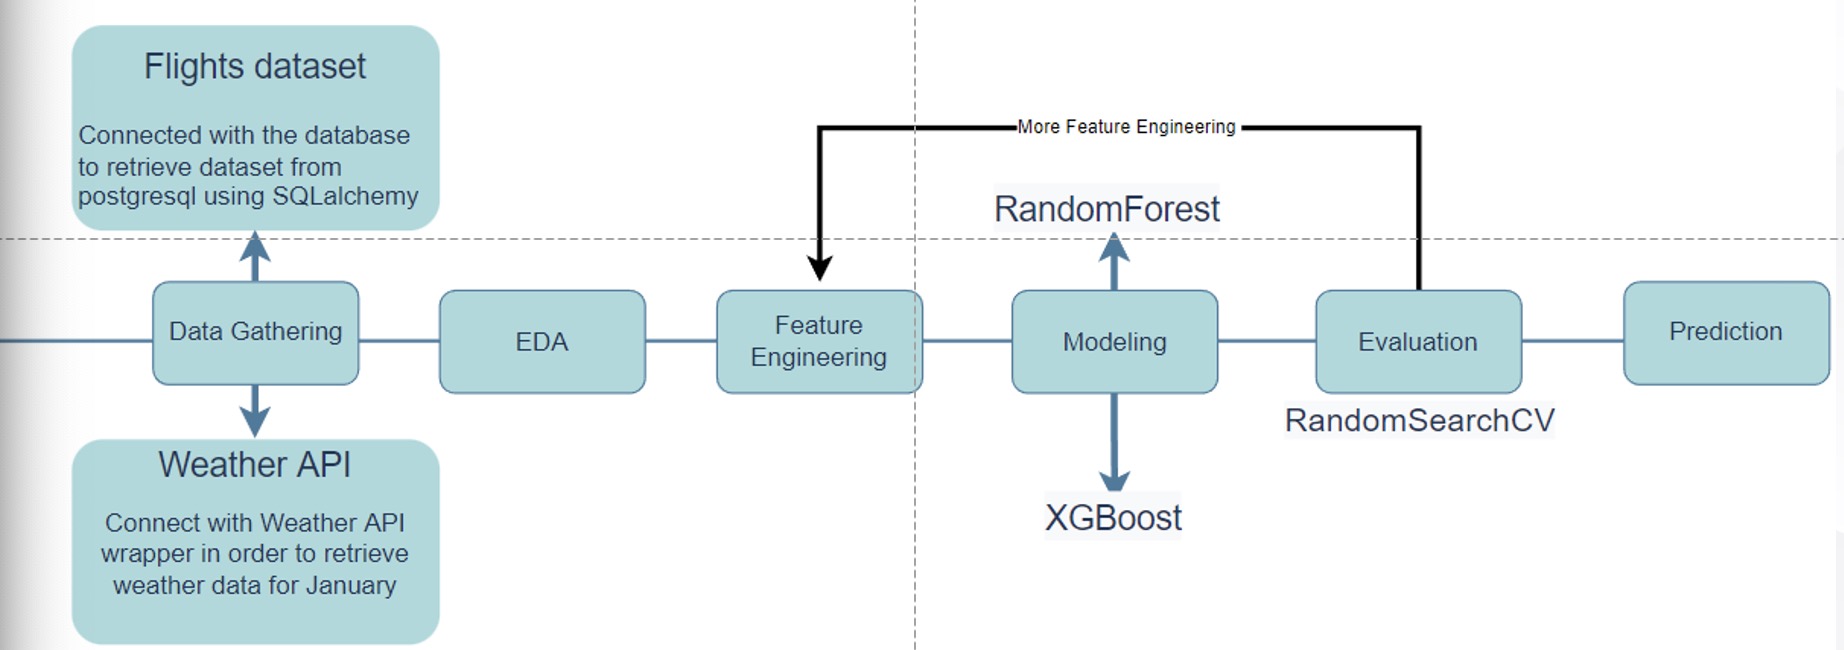 Flights dataset
Connected with the database
to retrieve dataset from
postgresql using SQLalchemy
More Feature Engineering
RandomForest
Data Gathering
EDA
Feature
Engineering
Modeling
Evaluation
Prediction
RandomSearchCV
Weather API
Connect with Weather API
wrapper in order to retrieve
weather data for January
XGBoost